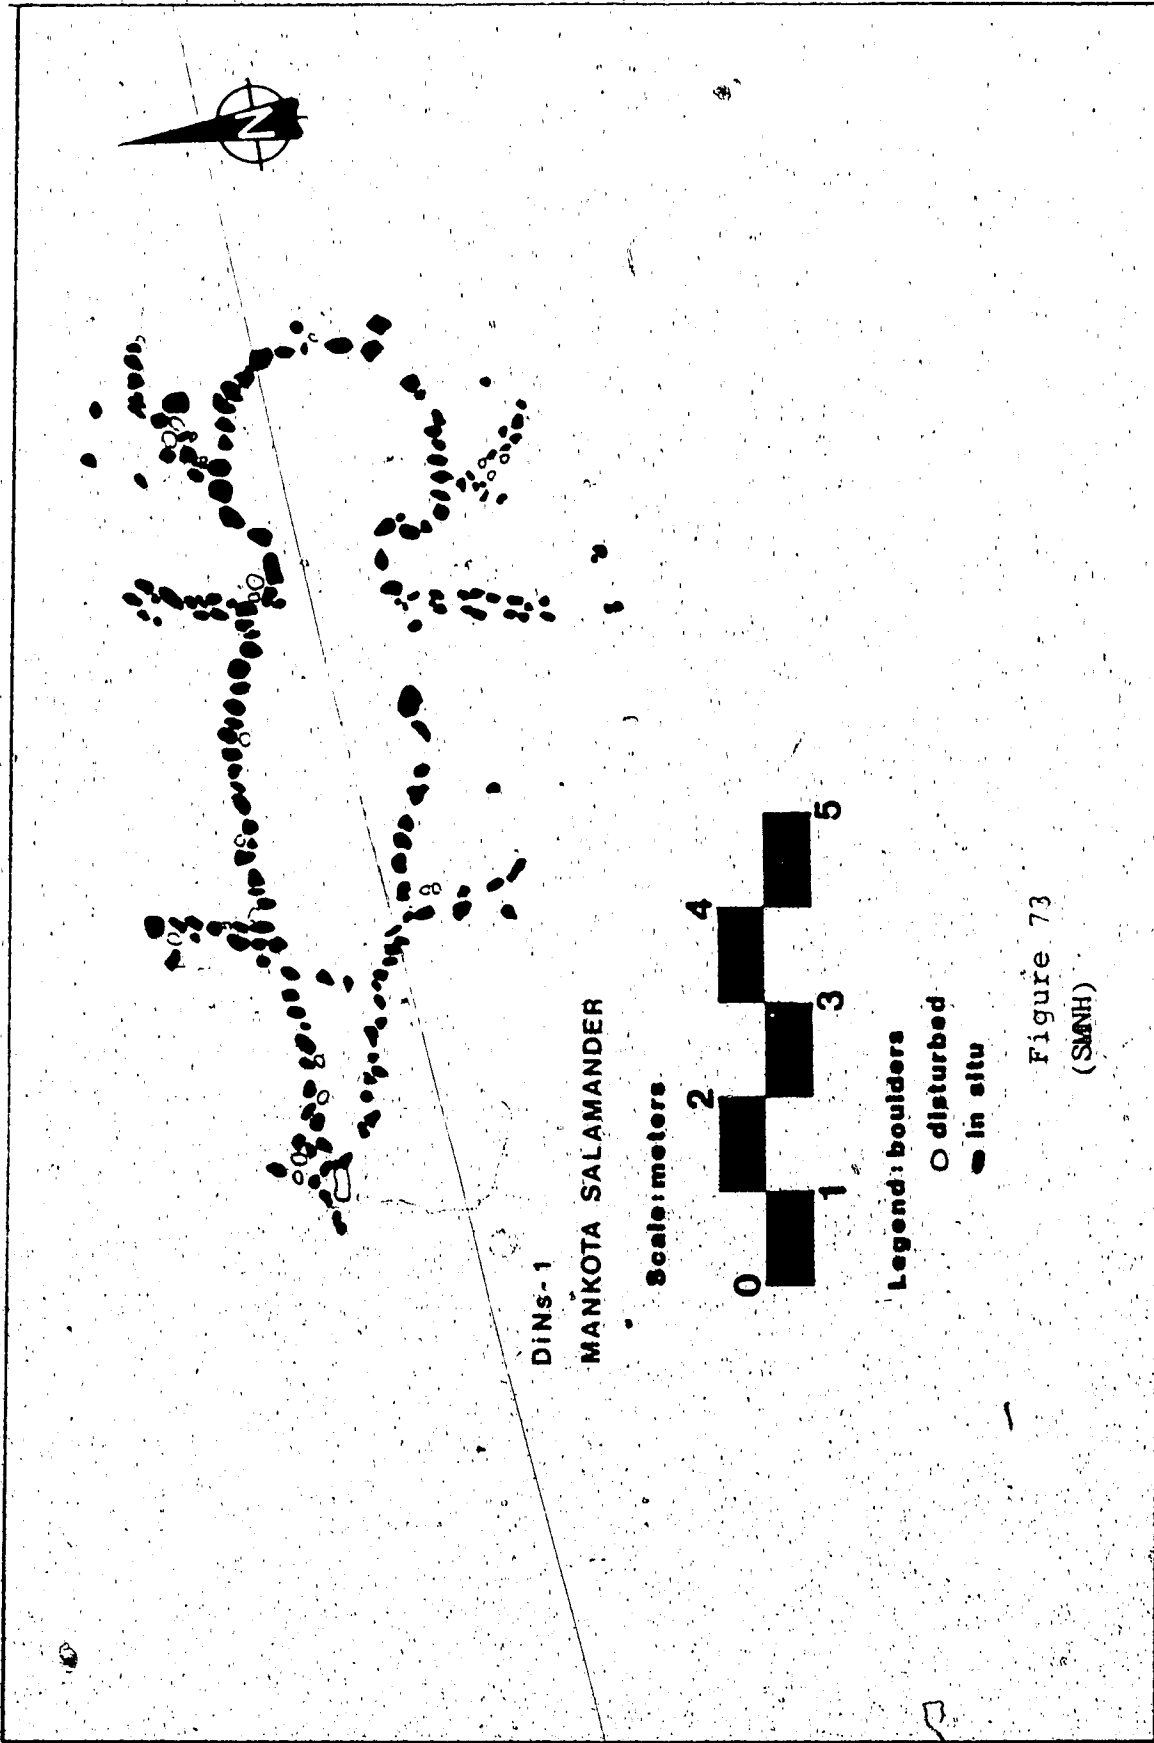 N
DiNs-1
MANKOTA SALAMANDER
Scale:meters
0 1 2 3 4 5
Legend:boulders
disturbed
in situ
Figure 73
(SMNH)